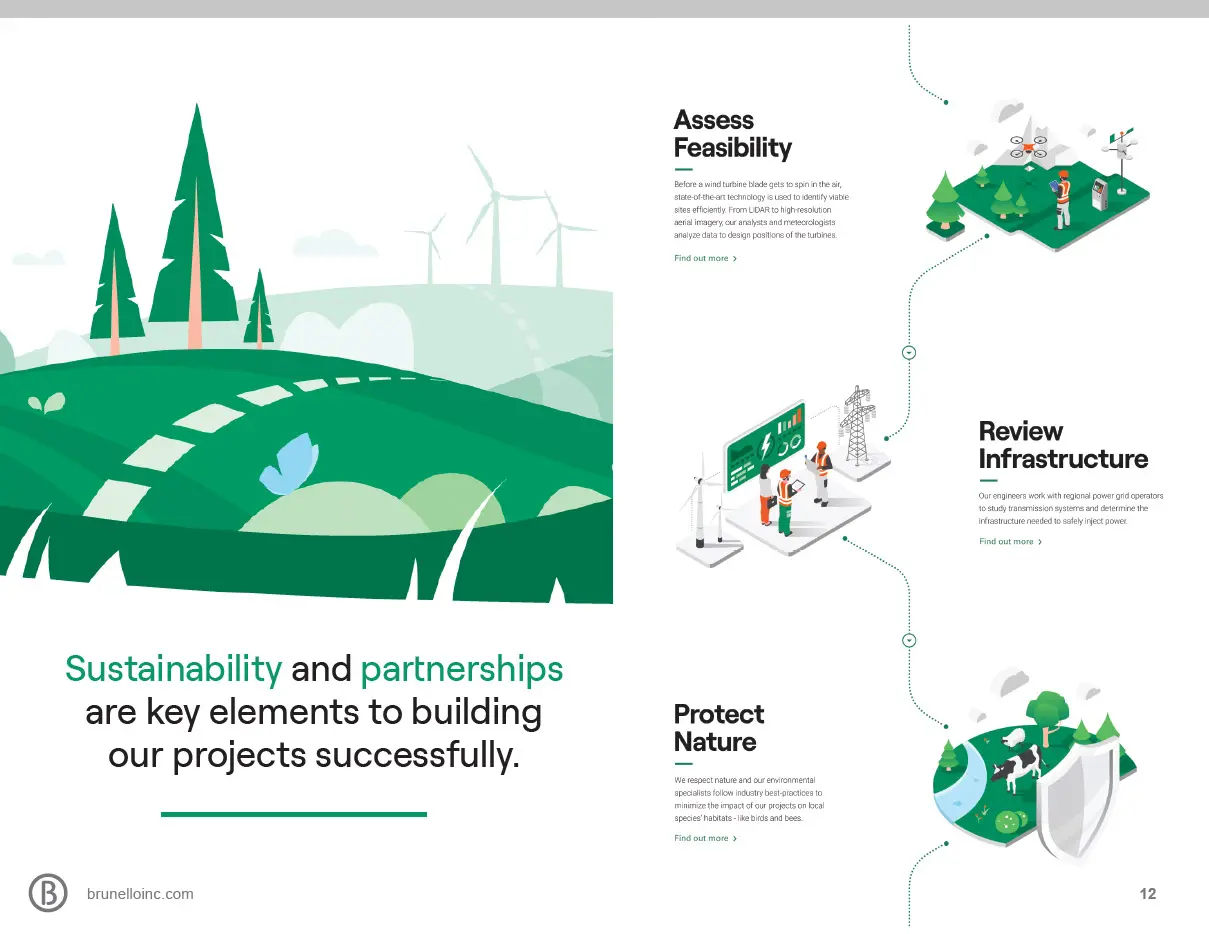 Sustainability and partnerships
are key elements to building
our projects successfully.
B
brunelloinc.com
Assess
Feasibility
Before a wind turbine blade gets to spin in the air,
state-of-the-art technology is used to identify viable
sites efficiently. From LIDAR to high-resolution
aerial imagery, our analysts and meteorologists
analyze data to design positions of the turbines.
Find out more
Review
Infrastructure
Our engineers work with regional power grid operators
to study transmission systems and determine the
infrastructure needed to safely inject power.
Find out more
Protect
Nature
We respect nature and our environmental
specialists follow industry best-practices to
minimize the impact of our projects on local
species' habitats - like birds and bees.
Find out more
12